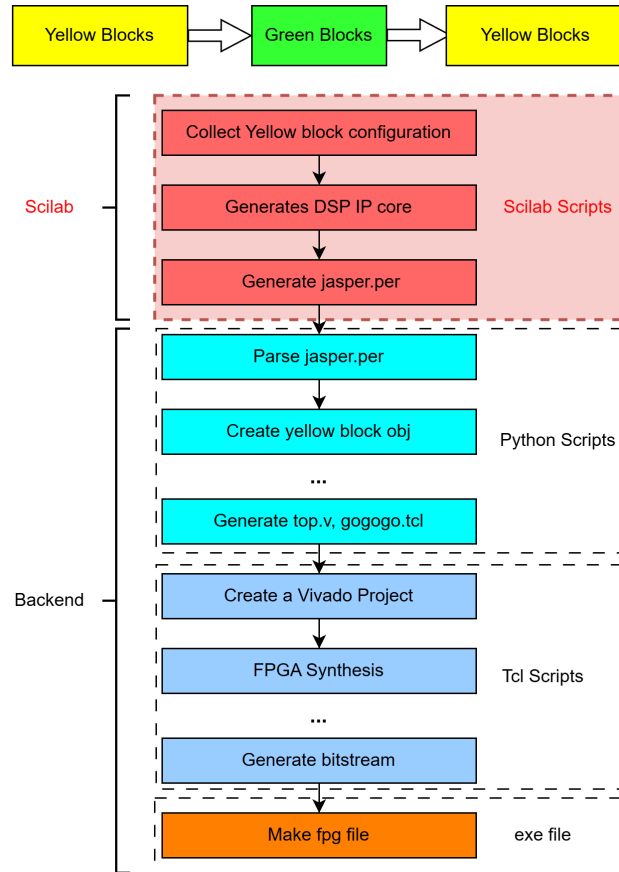 Yellow Blocks
Green Blocks
Yellow Blocks
Collect Yellow block configuration
Scilab
Generates DSP IP core
Scilab Scripts
Generate jasper.per
Parse jasper.per
Create yellow block obj
Python Scripts
...
Generate top.v, gogogo.tcl
Backend
Create a Vivado Project
FPGA Synthesis
Tcl Scripts
...
Generate bitstream
Make fpg file
exe file